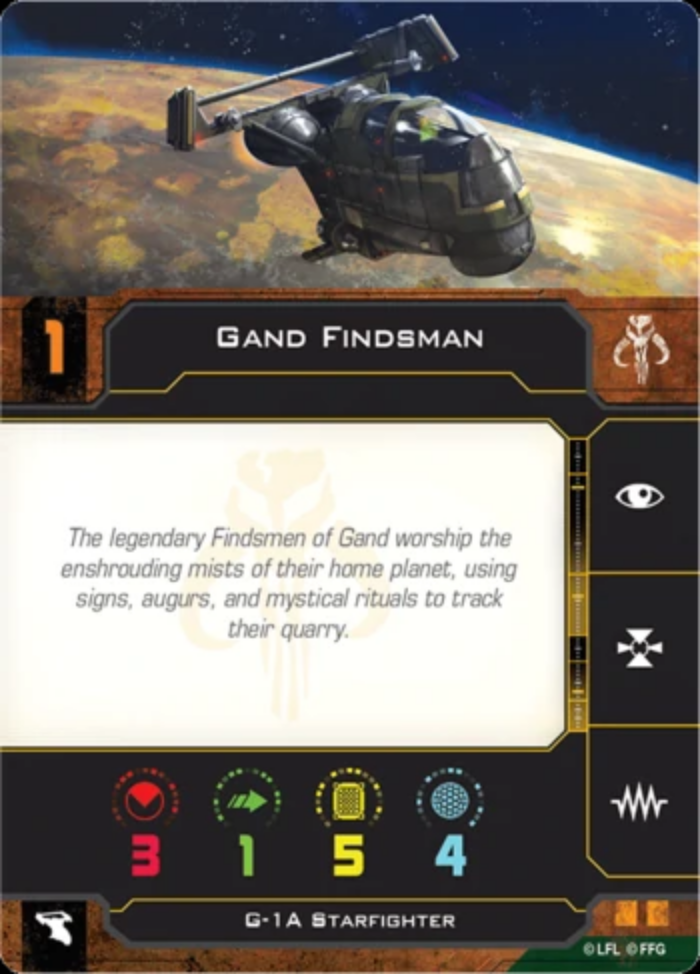 1
GAND FINDSMAN
The legendary Findsmen of Gand worship the
enshrouding mists of their home planet, using
signs, augurs, and mystical rituals to track
their quarry.
3 1 5 4
G-1A STARFIGHTER
©LFL ©FFG